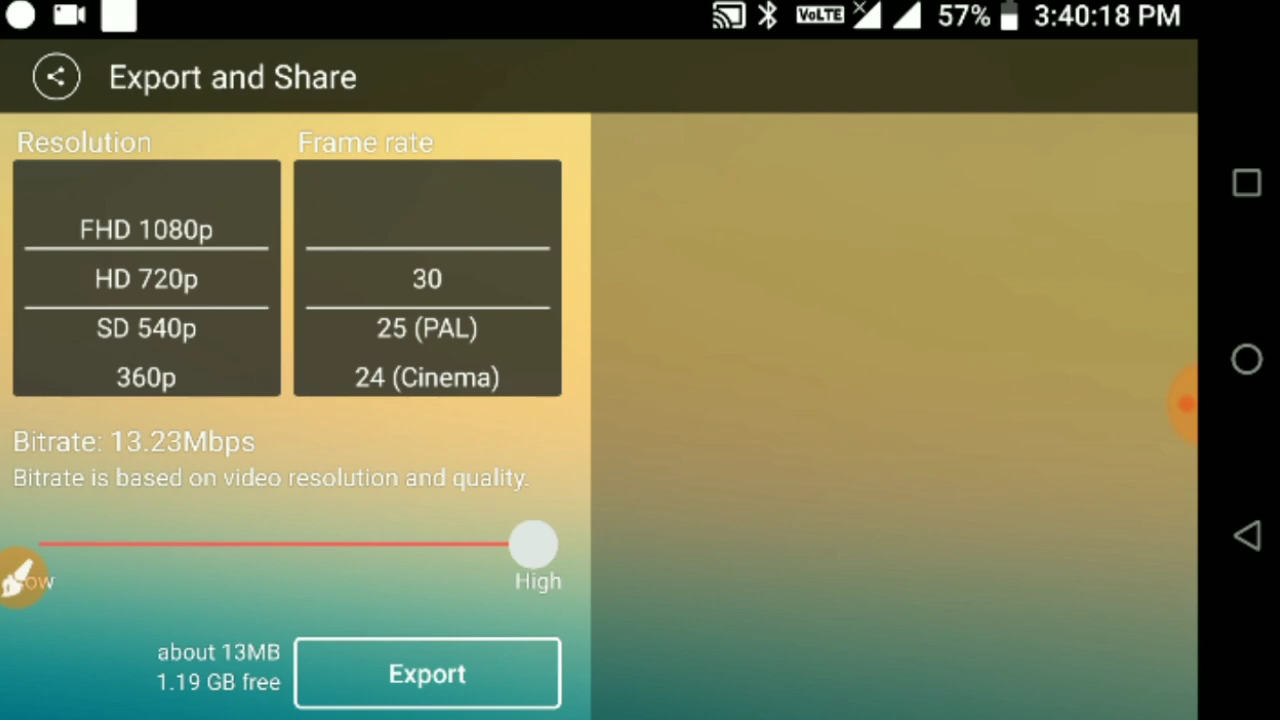 VoLTE 57% 3:40:18 PM
Export and Share
Resolution Frame rate
FHD 1080p
HD 720p 30
SD 540p 25 (PAL)
360p 24 (Cinema)
Bitrate: 13.23Mbps
Bitrate is based on video resolution and quality.
High
about 13MB
1.19 GB free
Export